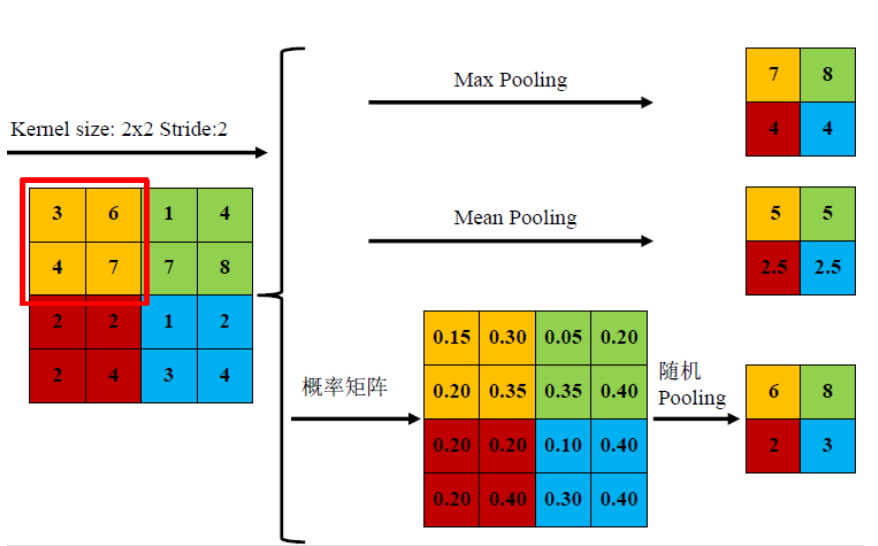 Max Pooling
7 8
4 4
Kernel size: 2x2 Stride:2
3 6 1 4
4 7 7 8
2 2 1 2
2 4 3 4
Mean Pooling
5 5
2.5 2.5
概率矩阵
0.15 0.30 0.05 0.20
0.20 0.35 0.35 0.40
0.20 0.20 0.10 0.40
0.20 0.40 0.30 0.40
随机
Pooling
6 8
2 3